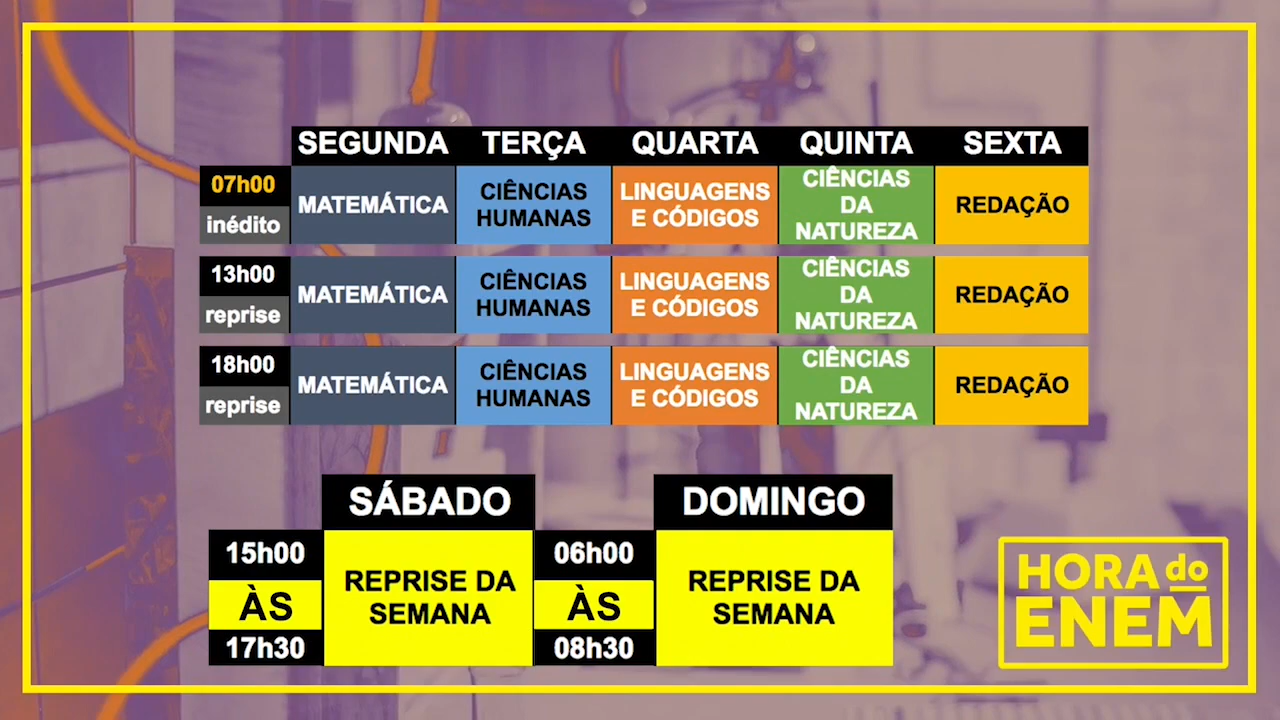 SEGUNDA TERÇA QUARTA QUINTA SEXTA
07h00
inédito
MATEMÁTICA
CIÊNCIAS
HUMANAS
LINGUAGENS
E CÓDIGOS
CIÊNCIAS
DA
NATUREZA
REDAÇÃO
13h00
reprise
MATEMÁTICA
CIÊNCIAS
HUMANAS
LINGUAGENS
E CÓDIGOS
CIÊNCIAS
DA
NATUREZA
REDAÇÃO
18h00
reprise
MATEMÁTICA
CIÊNCIAS
HUMANAS
LINGUAGENS
E CÓDIGOS
CIÊNCIAS
DA
NATUREZA
REDAÇÃO
SÁBADO
15h00
ÀS
17h30
REPRISE DA
SEMANA
DOMINGO
06h00
ÀS
08h30
REPRISE DA
SEMANA
HORA do
ENEM